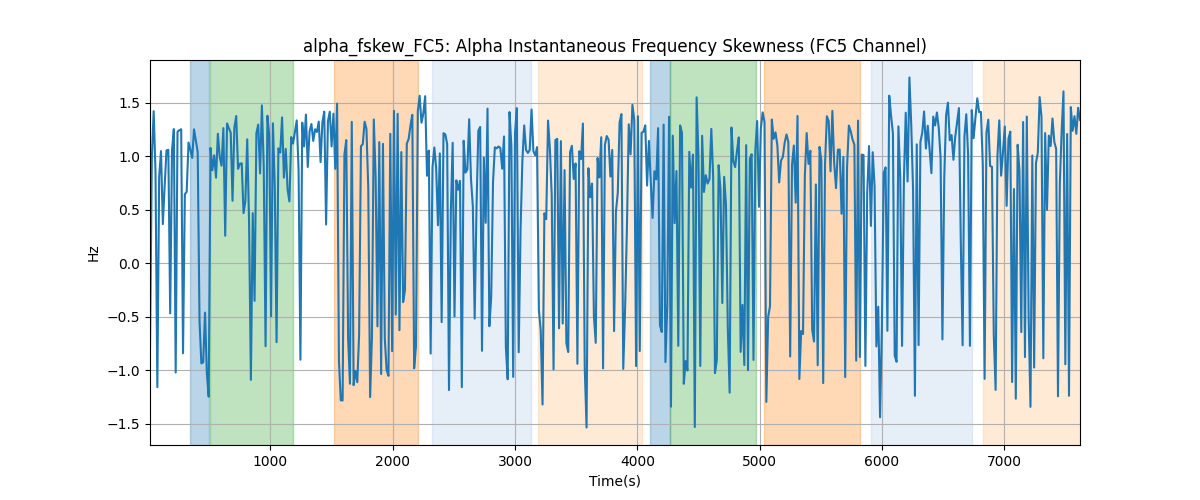 alpha_fskew_FC5: Alpha Instantaneous Frequency Skewness (FC5 Channel)
Hz
1.5
1.0
0.5
0.0
−0.5
−1.0
−1.5
1000 2000 3000 4000 5000 6000 7000
Time(s)